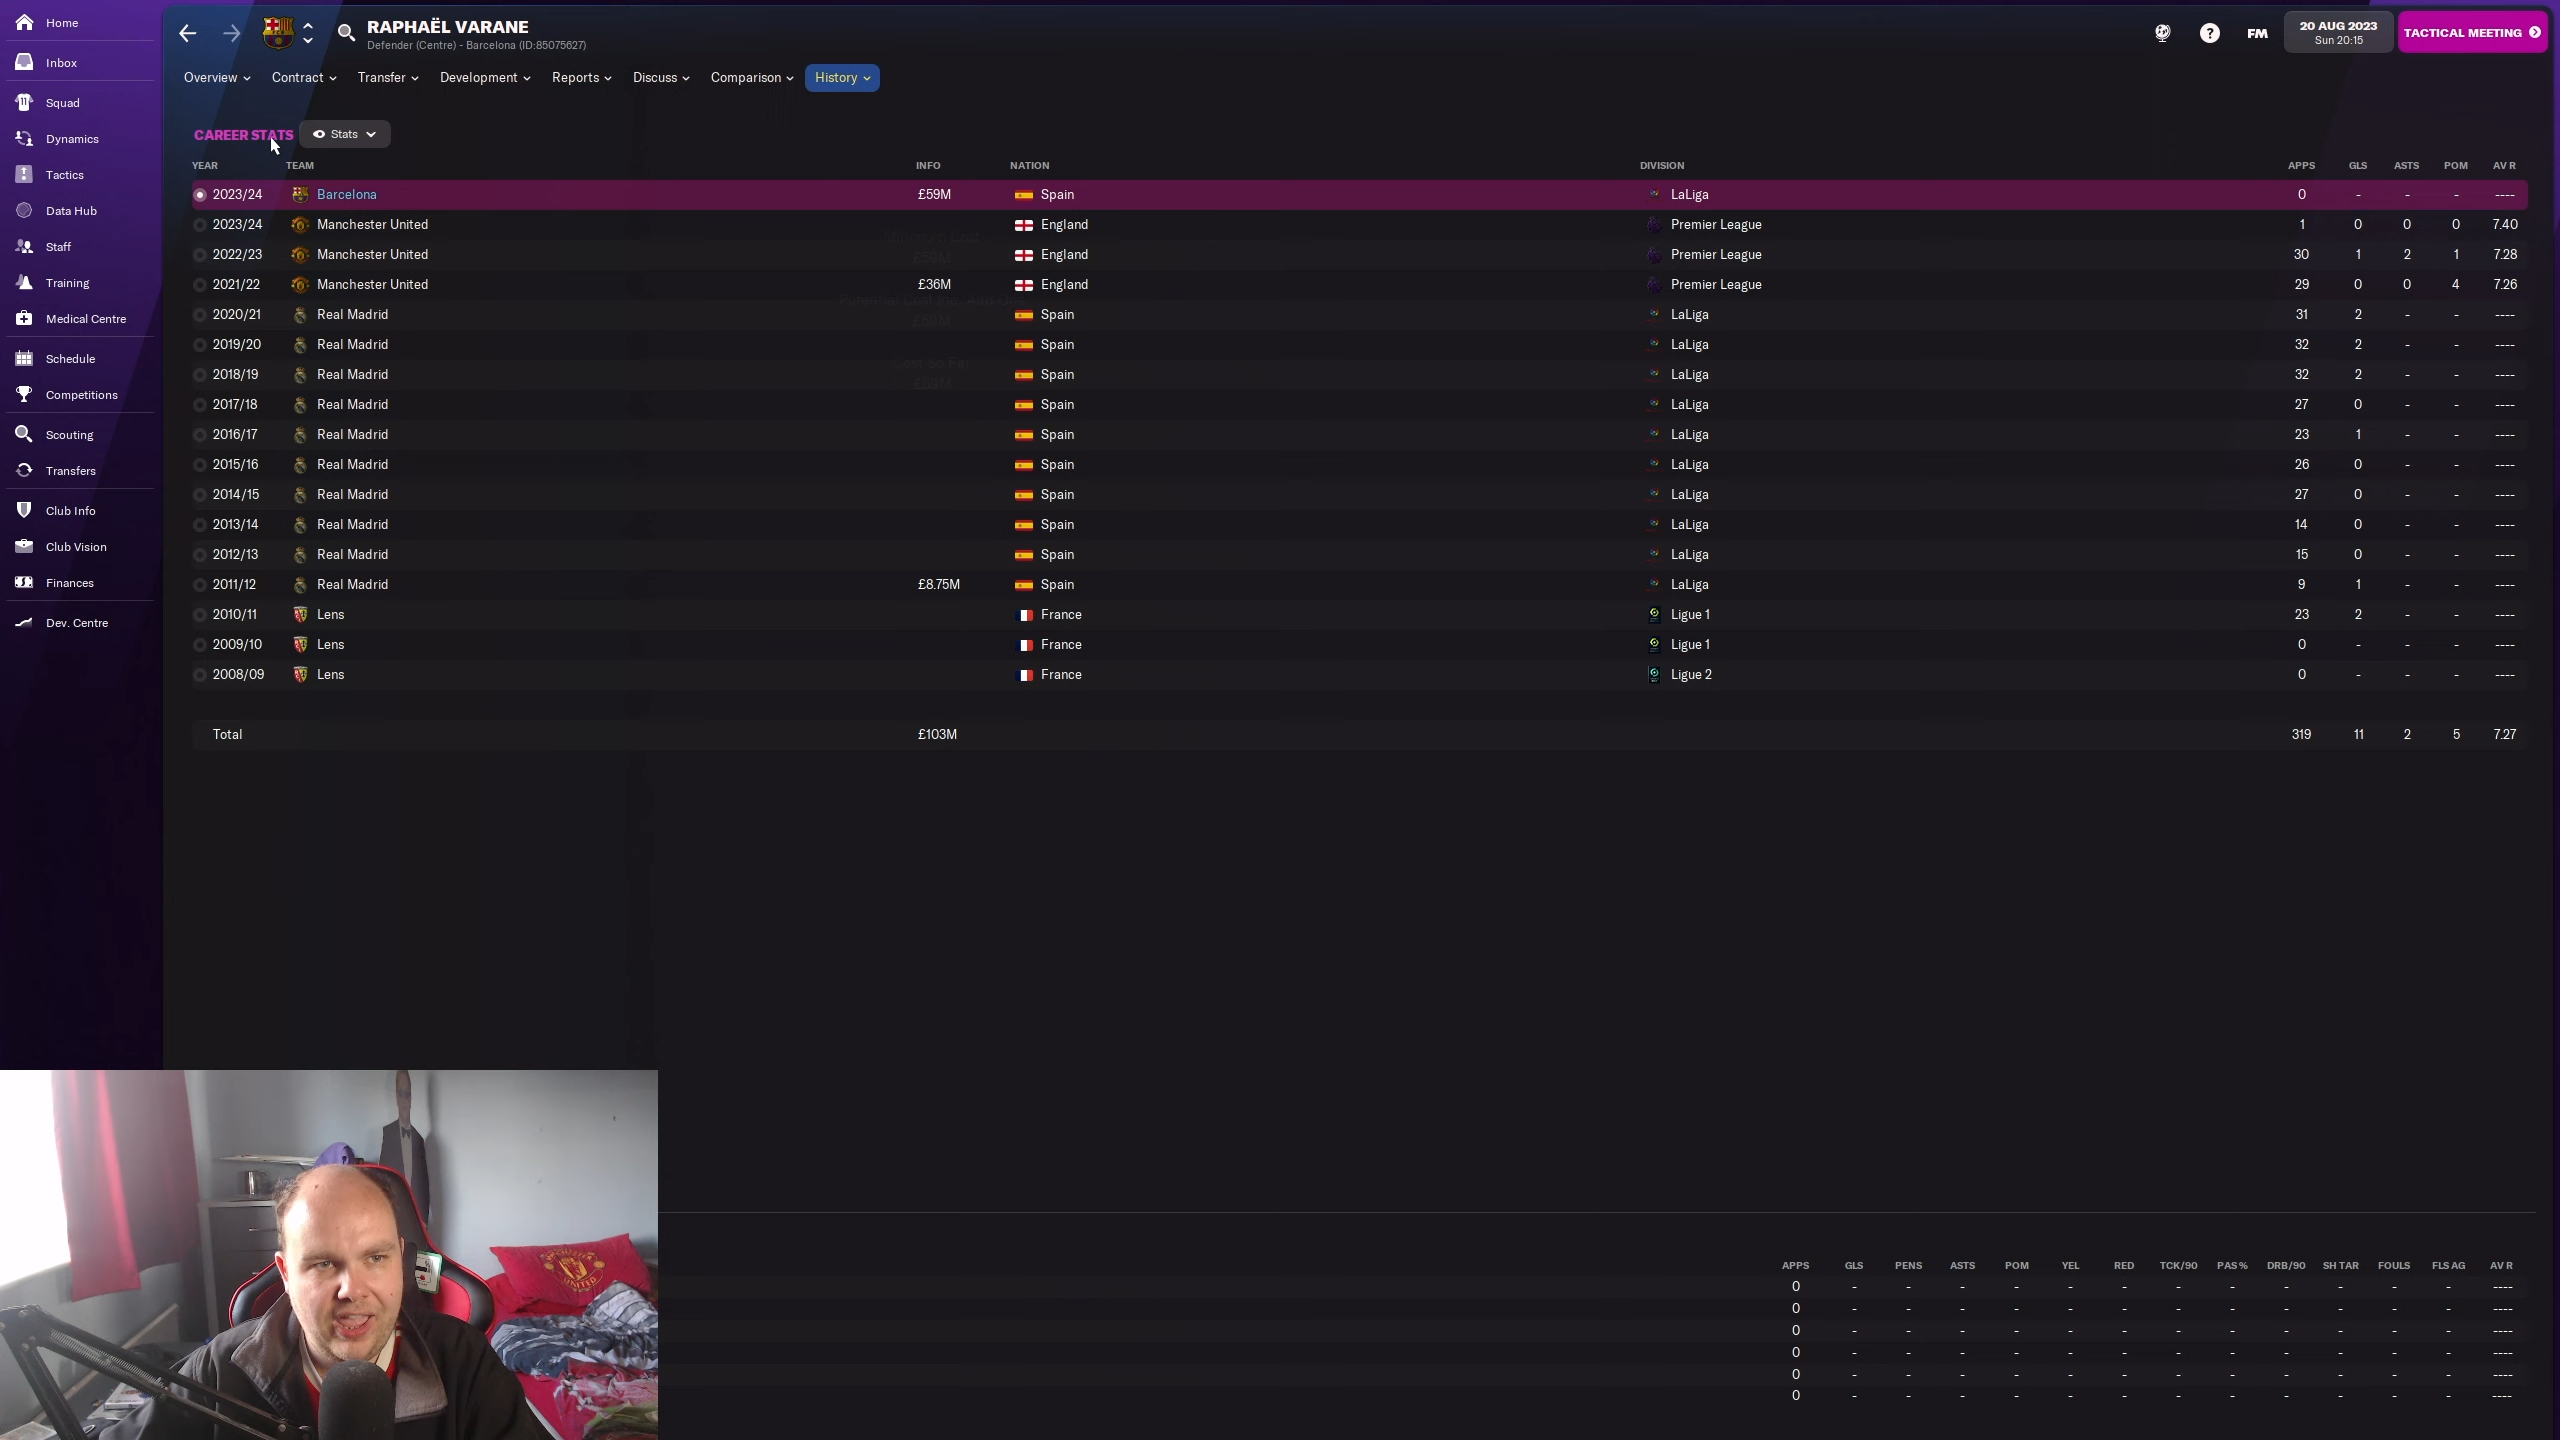 Home
Inbox
Squad
Dynamics
Tactics
Data Hub
Staff
Training
Medical Centre
Schedule
Competitions
Scouting
Transfers
Club Info
Club Vision
Finances
Dev. Centre
RAPHAËL VARANE
Defender (Centre) - Barcelona (ID:85075627)
FM
20 AUG 2023
Sun 20:15
TACTICAL MEETING
Overview Contract Transfer Development Reports Discuss Comparison History
CAREER STATS Stats
YEAR TEAM INFO NATION DIVISION APPS GLS ASTS POM AV R
2023/24 Barcelona £59M Spain LaLiga 0 - - - ----
2023/24 Manchester United England Premier League 1 0 0 0 7.40
2022/23 Manchester United England Premier League 30 1 2 1 7.28
2021/22 Manchester United £36M England Premier League 29 0 0 4 7.26
2020/21 Real Madrid Spain LaLiga 31 2 - - ----
2019/20 Real Madrid Spain LaLiga 32 2 - - ----
2018/19 Real Madrid Spain LaLiga 32 2 - - ----
2017/18 Real Madrid Spain LaLiga 27 0 - - ----
2016/17 Real Madrid Spain LaLiga 23 1 - - ----
2015/16 Real Madrid Spain LaLiga 26 0 - - ----
2014/15 Real Madrid Spain LaLiga 27 0 - - ----
2013/14 Real Madrid Spain LaLiga 14 0 - - ----
2012/13 Real Madrid Spain LaLiga 15 0 - - ----
2011/12 Real Madrid £8.75M Spain LaLiga 9 1 - - ----
2010/11 Lens France Ligue 1 23 2 - - ----
2009/10 Lens France Ligue 1 0 - - - ----
2008/09 Lens France Ligue 2 0 - - - ----
Total £103M 319 11 2 5 7.27
APPS GLS PENS ASTS POM YEL RED TCK/90 PAS % DRB/90 SH TAR FOULS FLS AG AV R
0 - - - - - - - - - - - - ----
0 - - - - - - - - - - - - ----
0 - - - - - - - - - - - - ----
0 - - - - - - - - - - - - ----
0 - - - - - - - - - - - - ----
0 - - - - - - - - - - - - ----
MANCHESTER
UNITED